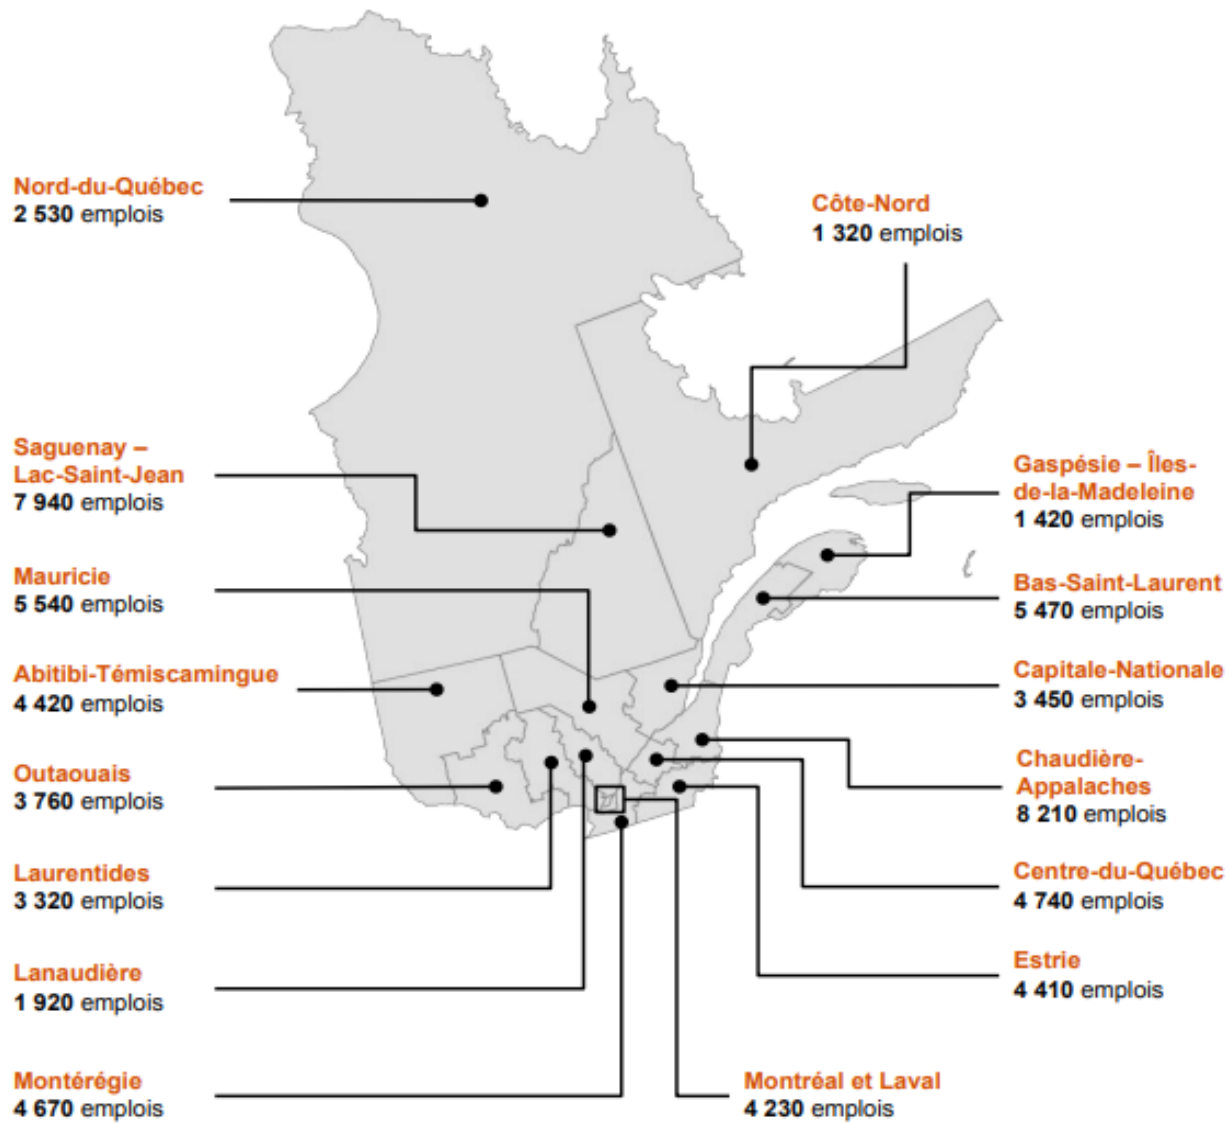 Nord-du-Québec
2 530 emplois
Côte-Nord
1 320 emplois
Saguenay –
Lac-Saint-Jean
7 940 emplois
Gaspésie – Îles-
de-la-Madeleine
1 420 emplois
Mauricie
5 540 emplois
Bas-Saint-Laurent
5 470 emplois
Abitibi-Témiscamingue
4 420 emplois
Capitale-Nationale
3 450 emplois
Outaouais
3 760 emplois
Chaudière-
Appalaches
8 210 emplois
Laurentides
3 320 emplois
Centre-du-Québec
4 740 emplois
Lanaudière
1 920 emplois
Estrie
4 410 emplois
Montérégie
4 670 emplois
Montréal et Laval
4 230 emplois